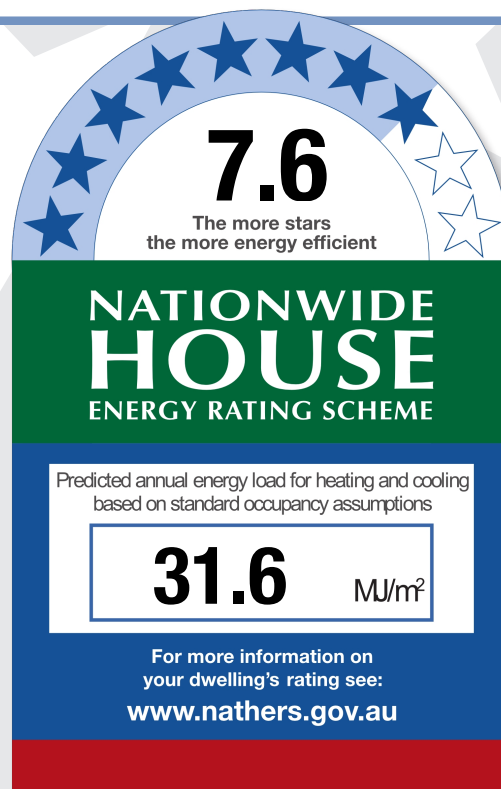 7.6
The more stars
the more energy efficient
NATIONWIDE
HOUSE
ENERGY RATING SCHEME
Predicted annual energy load for heating and cooling
based on standard occupancy assumptions
31.6 MJ/m²
For more information on
your dwelling's rating see:
www.nathers.gov.au